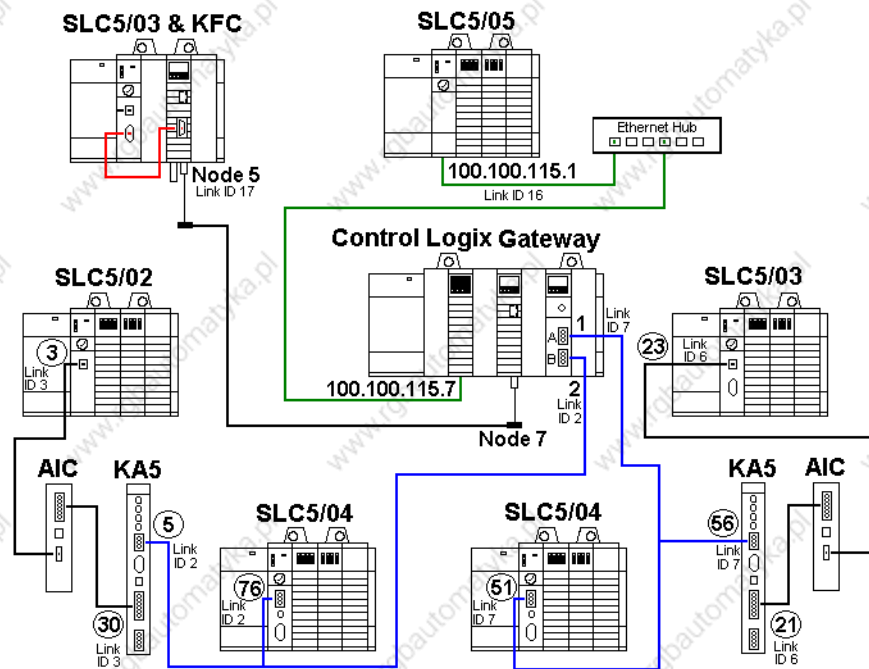 SLC5/03 & KFC
SLC5/05
Ethernet Hub
Node 5
Link ID 17
100.100.115.1
Link ID 16
Control Logix Gateway
SLC5/02
SLC5/03
3
Link
ID 3
1
Link
ID 7
A
B
23
Link
ID 6
100.100.115.7
2
Link
ID 2
Node 7
AIC
KA5
SLC5/04
SLC5/04
KA5
AIC
5
Link
ID 2
76
Link
ID 2
51
Link
ID 7
56
Link
ID 7
30
Link
ID 3
21
Link
ID 6
www.rgbautomatyka.pl